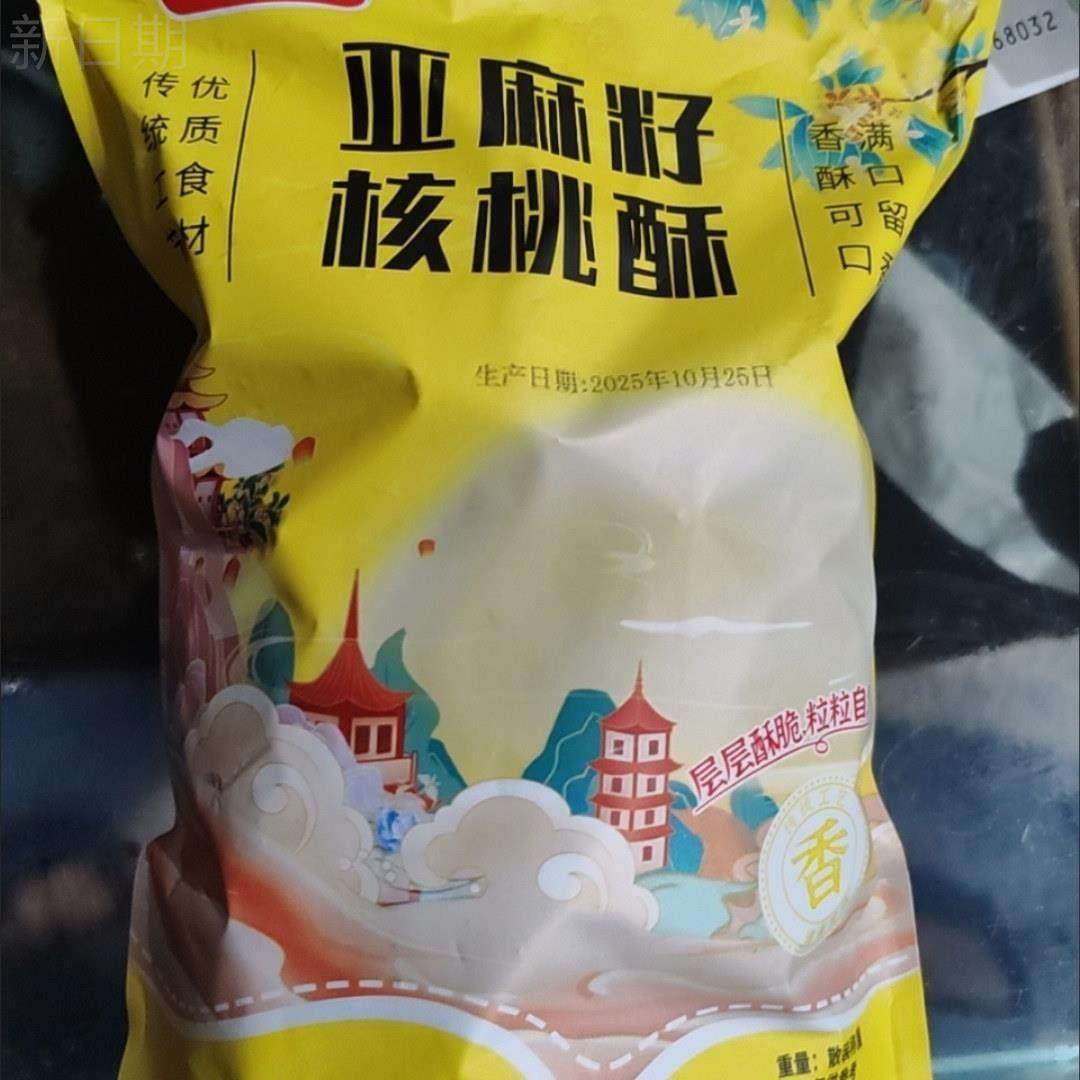 新日期
68032
优质食材
传统工
亚麻籽
核桃酥
满口留
香酥可口
生产日期:2025年10月25日
层层酥脆,粒粒自
香
重量: